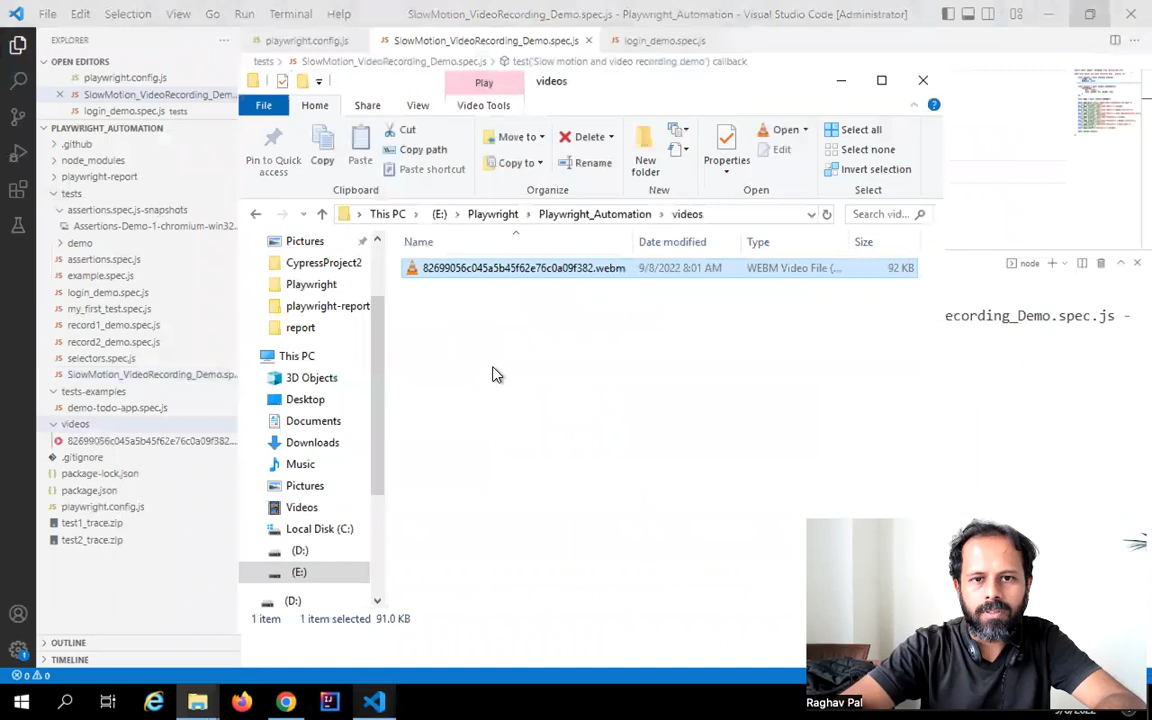 File Edit Selection View Go Run Terminal Help SlowMotion_VideoRecording_Demo.spec.js - Playwright_Automation - Visual Studio Code [Administrator]
EXPLORER
playwright.config.js SlowMotion_VideoRecording_Demo.spec.js login_demo.spec.js
OPEN EDITORS
tests SlowMotion_VideoRecording_Demo.spec.js test('Slow motion and video recording demo') callback
playwright.config.js
SlowMotion_VideoRecording_Dem...
login_demo.spec.js tests
PLAYWRIGHT_AUTOMATION
.github
node_modules
playwright-report
tests
assertions.spec.js-snapshots
Assertions-Demo-1-chromium-win32...
demo
assertions.spec.js
example.spec.js
login_demo.spec.js
my_first_test.spec.js
record1_demo.spec.js
record2_demo.spec.js
selectors.spec.js
SlowMotion_VideoRecording_Demo.sp...
tests-examples
demo-todo-app.spec.js
videos
82699056c045a5b45f62e76c0a09f382...
.gitignore
package-lock.json
package.json
playwright.config.js
test1_trace.zip
test2_trace.zip
OUTLINE
TIMELINE
0 0
Play videos
File Home Share View Video Tools
Pin to Quick access
Copy
Paste
Cut
Copy path
Paste shortcut
Clipboard
Move to
Copy to
Delete
Rename
Organize
New folder
New
Properties
Open
Edit
Open
Select all
Select none
Invert selection
Select
This PC (E:) Playwright Playwright_Automation videos Search vid...
Name Date modified Type Size
82699056c045a5b45f62e76c0a09f382.webm 9/8/2022 8:01 AM WEBM Video File (... 92 KB
Pictures
CypressProject2
Playwright
playwright-report
report
This PC
3D Objects
Desktop
Documents
Downloads
Music
Pictures
Videos
Local Disk (C:)
(D:)
(E:)
(D:)
1 item 1 item selected 91.0 KB
node
ecording_Demo.spec.js -
Raghav Pal